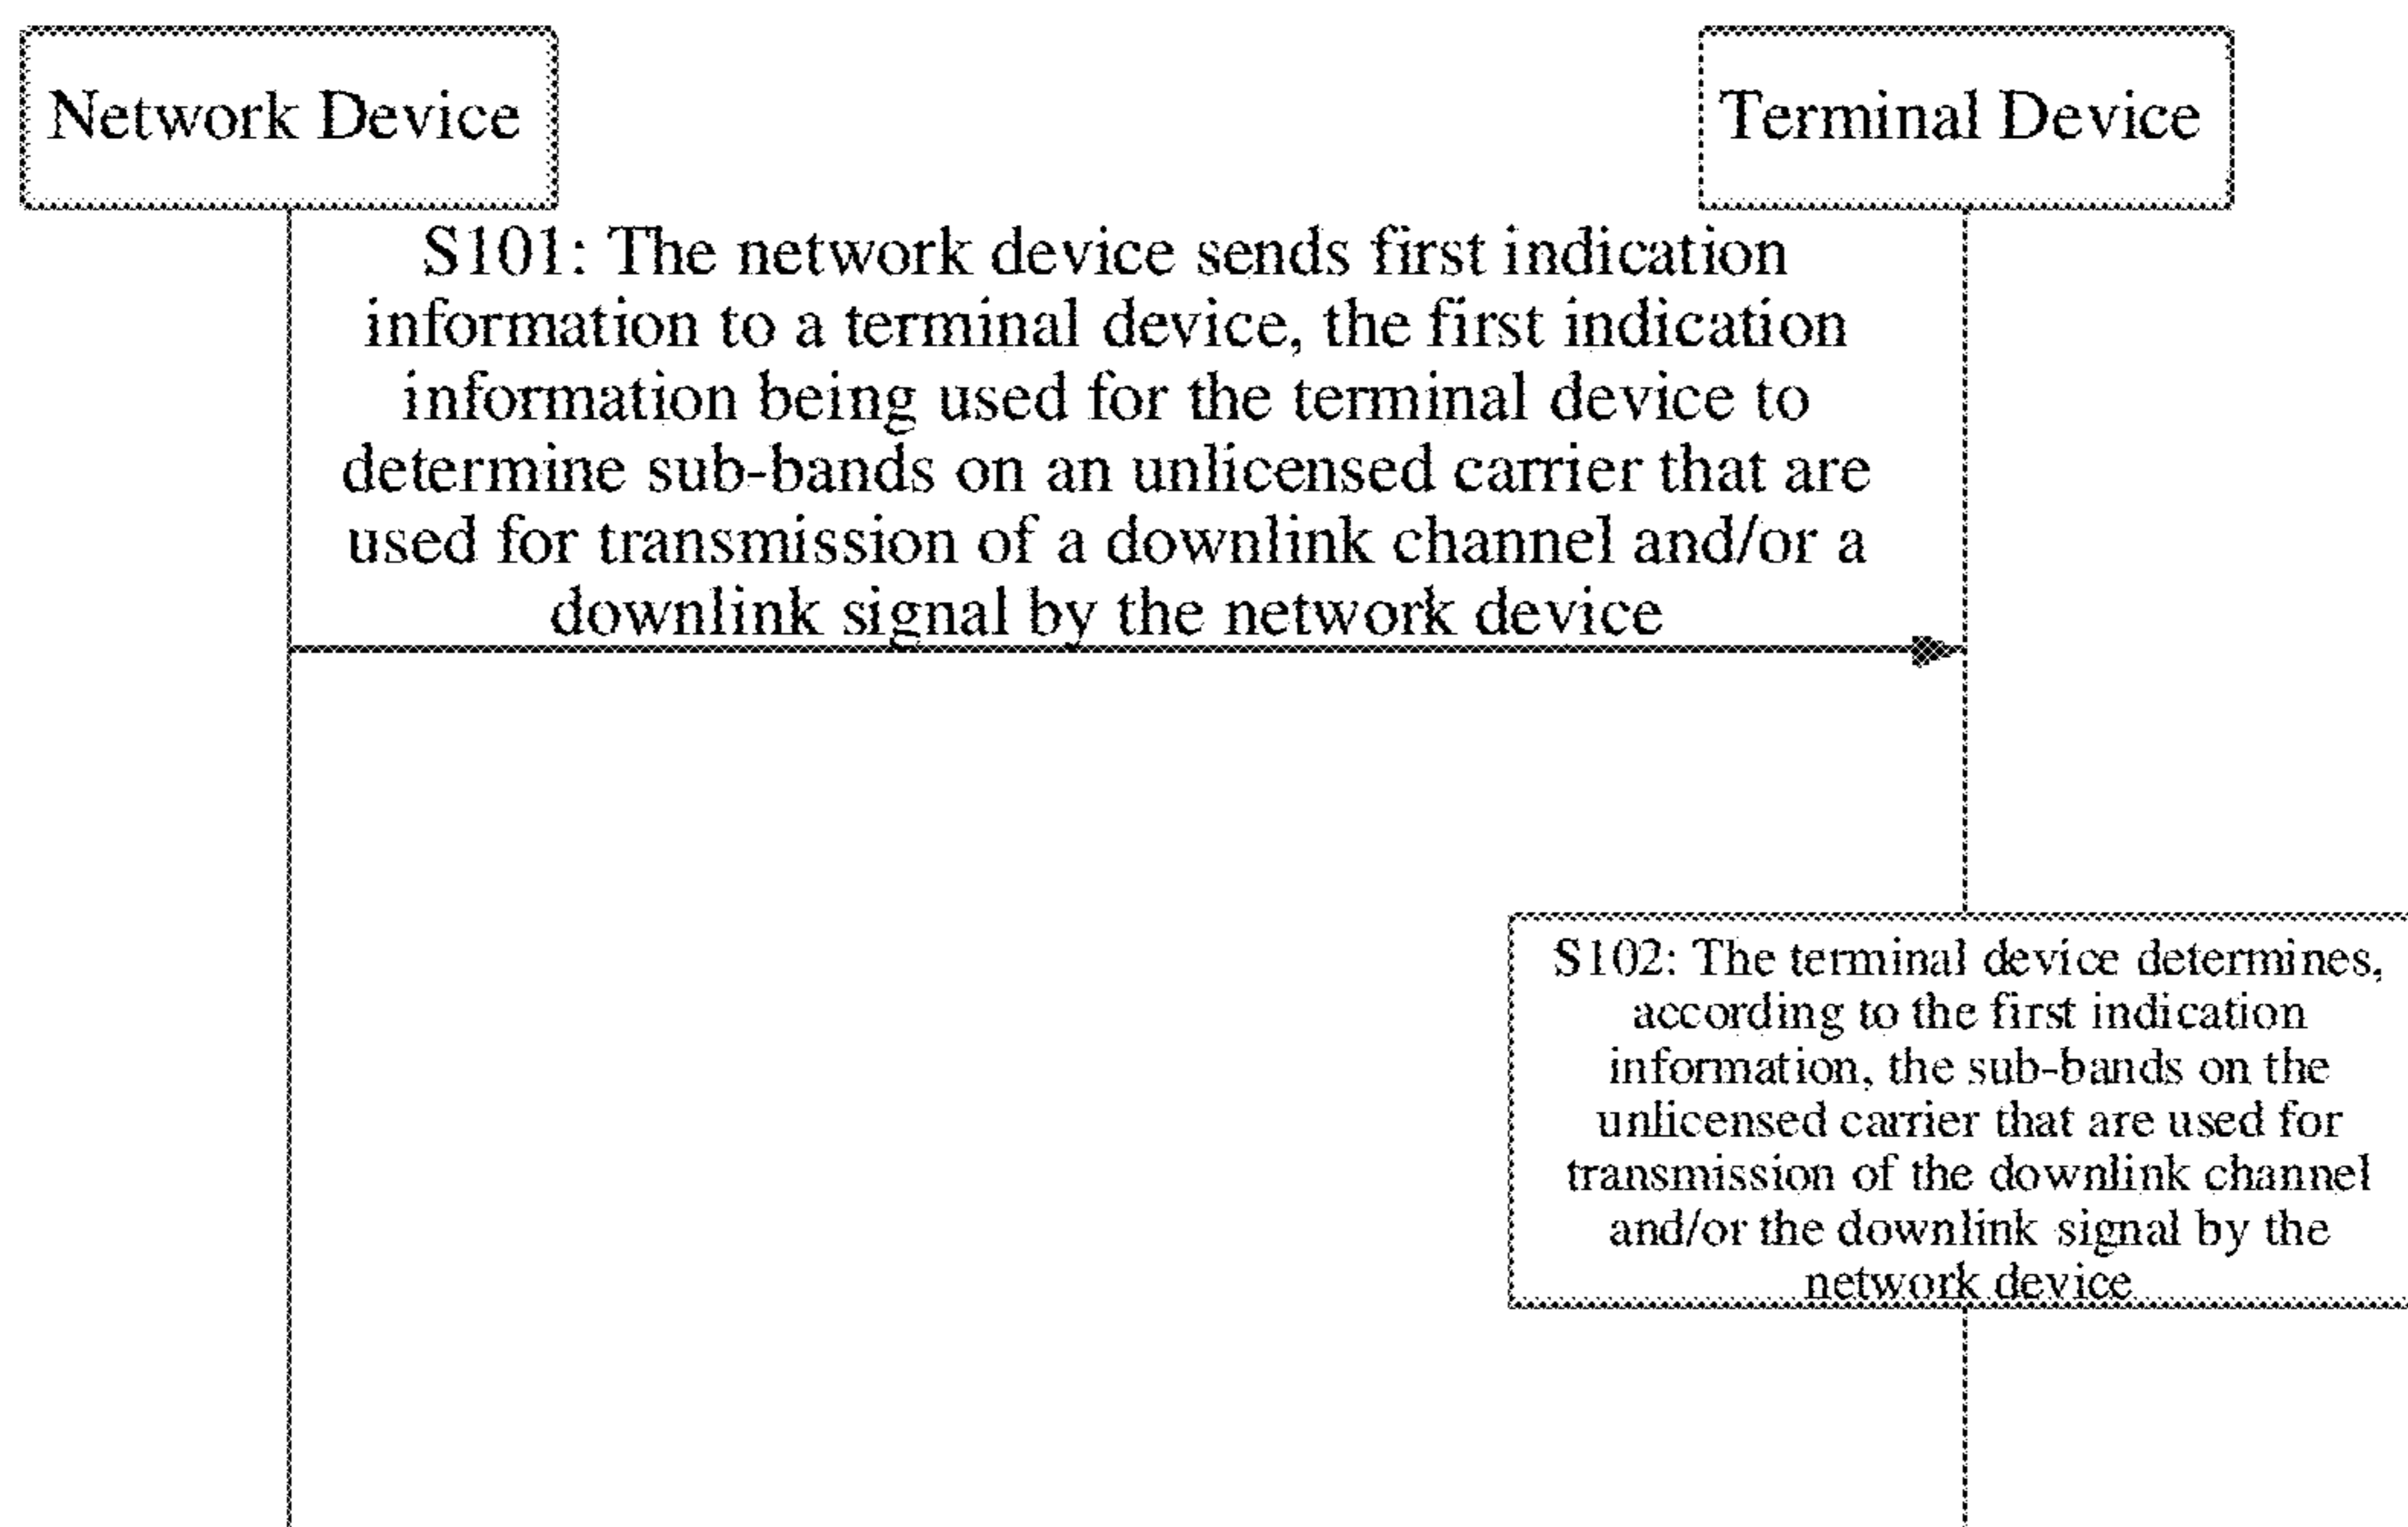 Network Device
Terminal Device
S101: The network device sends first indication
information to a terminal device, the first indication
information being used for the terminal device to
determine sub-bands on an unlicensed carrier that are
used for transmission of a downlink channel and/or a
downlink signal by the network device
S102: The terminal device determines,
according to the first indication
information, the sub-bands on the
unlicensed carrier that are used for
transmission of the downlink channel
and/or the downlink signal by the
network device